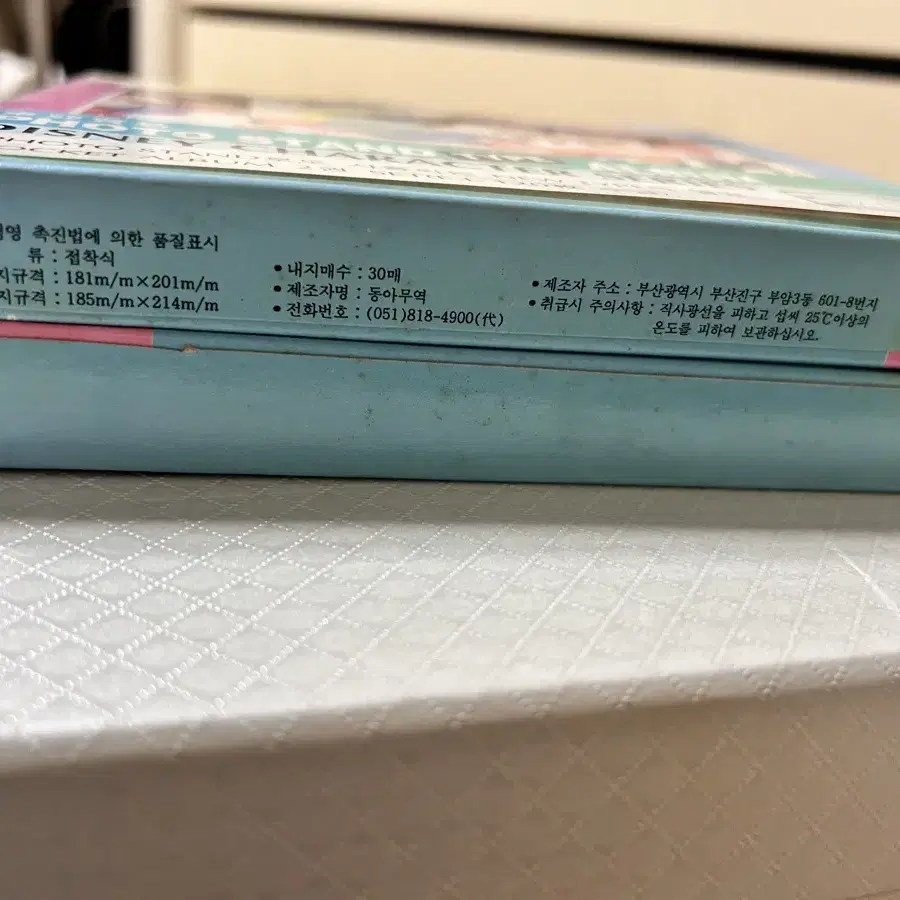 DISNEY
PHOTO
경영 촉진법에 의한 품질표시
류 : 접착식
지규격 : 181m/m×201m/m
지규격 : 185m/m×214m/m
• 내지매수 : 30매
• 제조자명 : 동아무역
• 전화번호 : (051)818-4900(代)
• 제조자 주소 : 부산광역시 부산진구 부암3동 601-8번지
• 취급시 주의사항 : 직사광선을 피하고 섭씨 25℃이상의
온도를 피하여 보관하십시오.